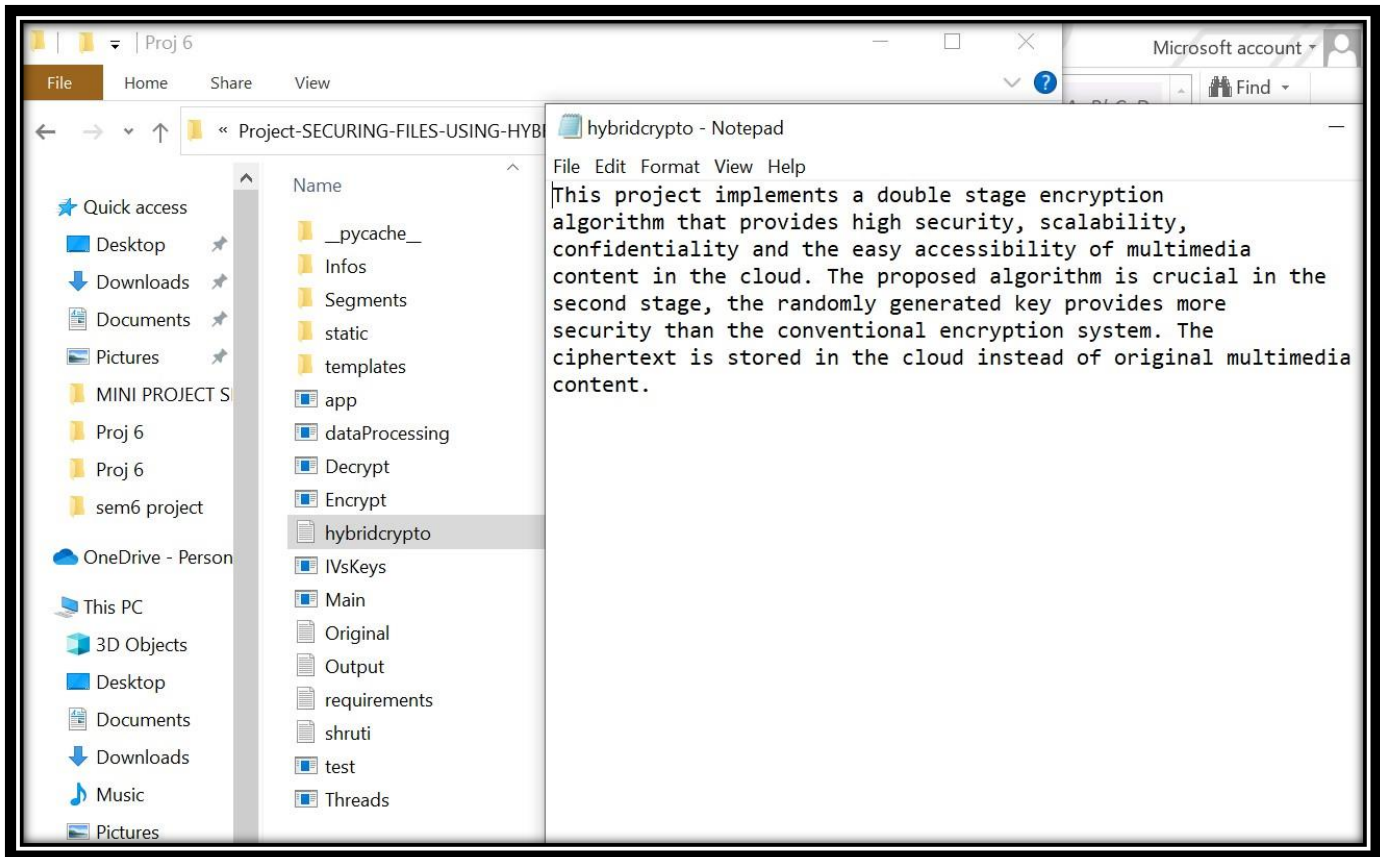 Proj 6
Microsoft account
File Home Share View
?
Find
« Project-SECURING-FILES-USING-HYB
hybridcrypto - Notepad
File Edit Format View Help
Name
Quick access
Desktop
Downloads
Documents
Pictures
MINI PROJECT S
Proj 6
Proj 6
sem6 project
OneDrive - Person
This PC
3D Objects
Desktop
Documents
Downloads
Music
Pictures
__pycache__
Infos
Segments
static
templates
app
dataProcessing
Decrypt
Encrypt
hybridcrypto
IVsKeys
Main
Original
Output
requirements
shruti
test
Threads
This project implements a double stage encryption
algorithm that provides high security, scalability,
confidentiality and the easy accessibility of multimedia
content in the cloud. The proposed algorithm is crucial in the
second stage, the randomly generated key provides more
security than the conventional encryption system. The
ciphertext is stored in the cloud instead of original multimedia
content.